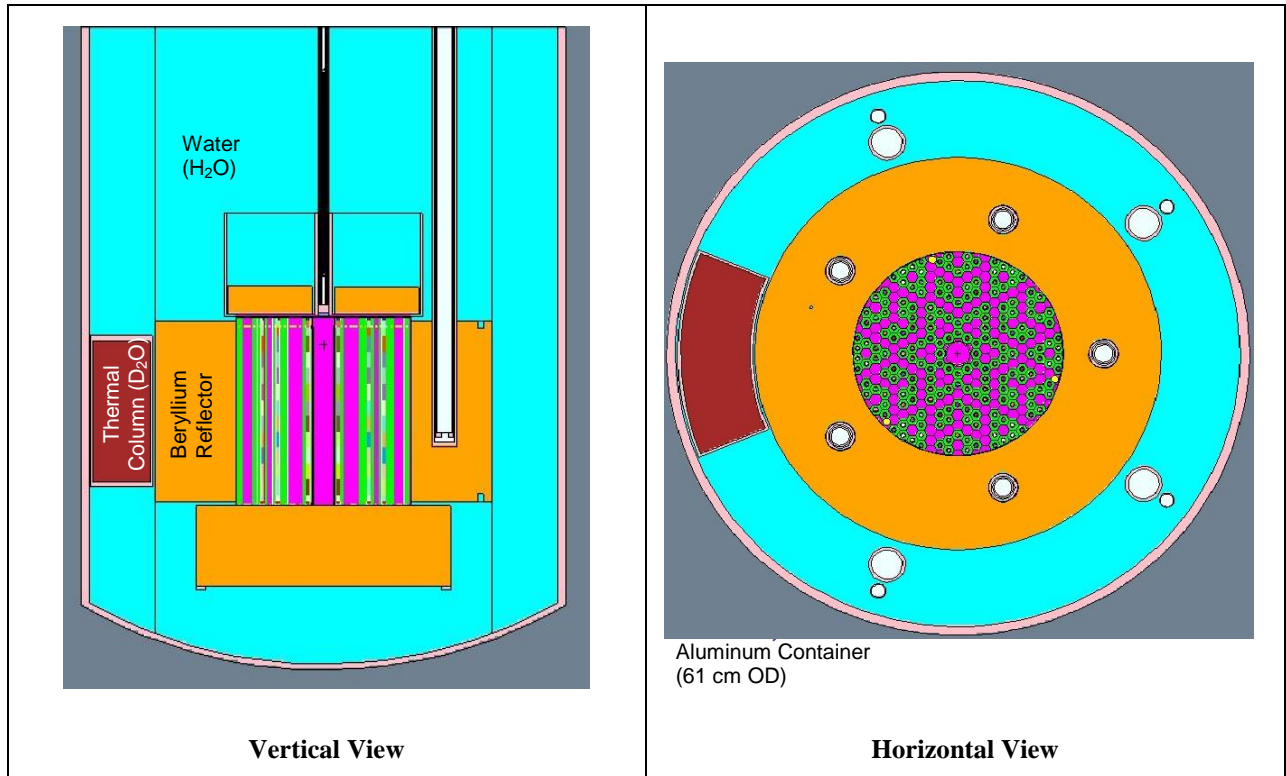 Water
(H₂O)
Thermal
Column (D₂O)
Beryllium
Reflector
Vertical View
Aluminum Container
(61 cm OD)
Horizontal View